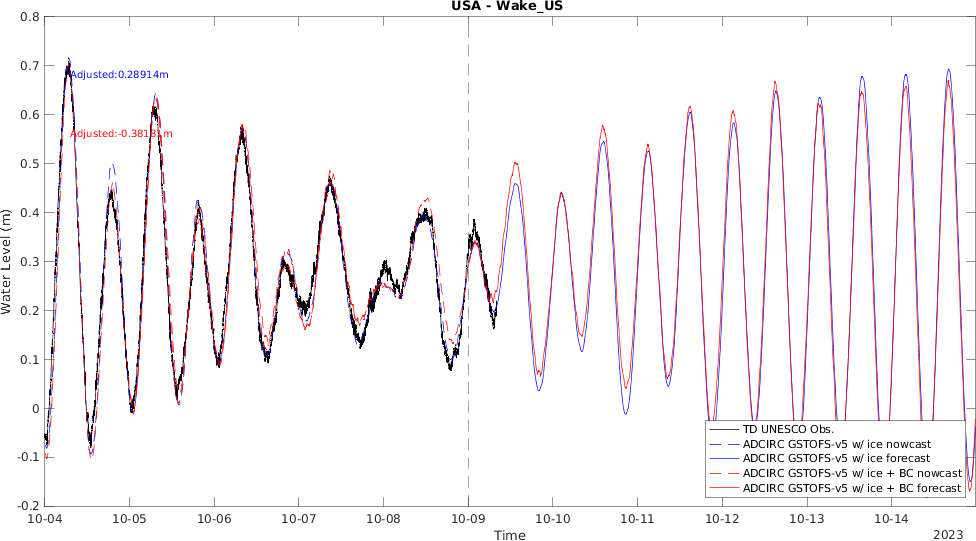 USA - Wake_US
0.8
0.7
0.6
0.5
0.4
0.3
0.2
0.1
0
-0.1
-0.2
Water Level (m)
Adjusted:0.28914m
TD UNESCO Obs.
ADCIRC GSTOFS-v5 w/ ice nowcast
ADCIRC GSTOFS-v5 w/ ice forecast
ADCIRC GSTOFS-v5 w/ ice + BC nowcast
ADCIRC GSTOFS-v5 w/ ice + BC forecast
10-04 10-05 10-06 10-07 10-08 10-09 10-10 10-11 10-12 10-13 10-14
Time
2023